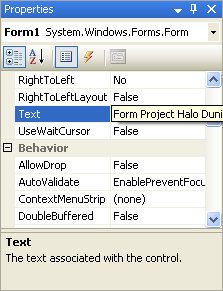 Properties
Form1 System.Windows.Forms.Form
RightToLeft No
RightToLeftLayout False
Text Form Project Halo Duni
UseWaitCursor False
Behavior
AllowDrop False
AutoValidate EnablePreventFocu
ContextMenuStrip (none)
DoubleBuffered False
Text
The text associated with the control.